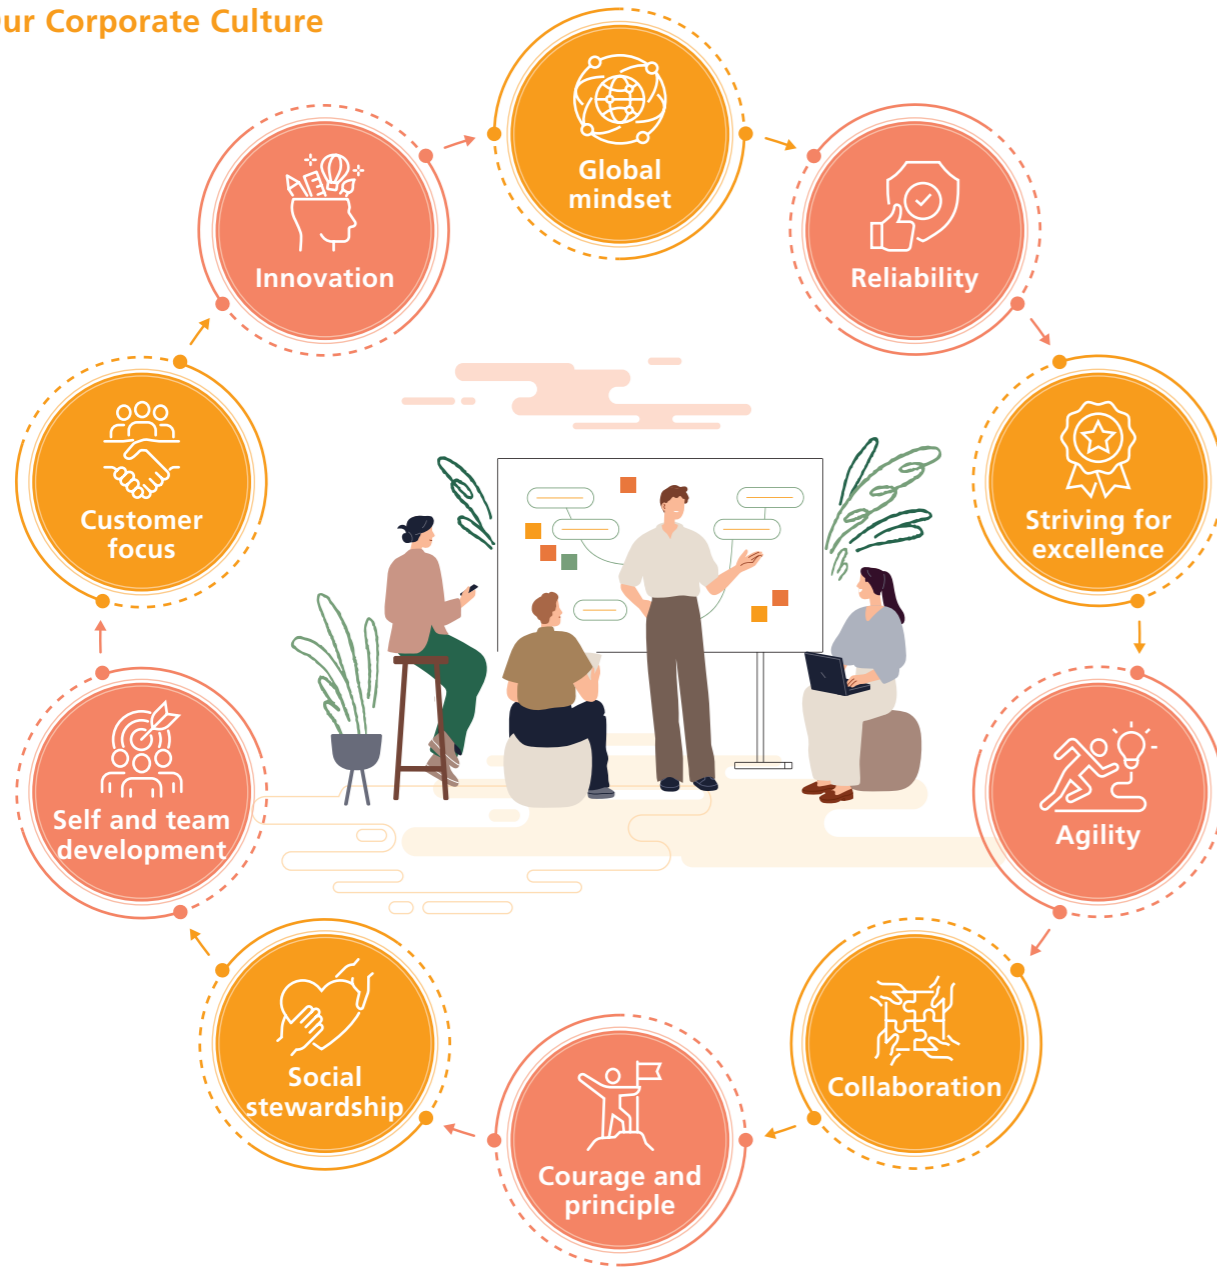 ur Corporate Culture
Global
mindset
Reliability
Striving for
excellence
Agility
Collaboration
Courage and
principle
Social
stewardship
Self and team
development
Customer
focus
Innovation